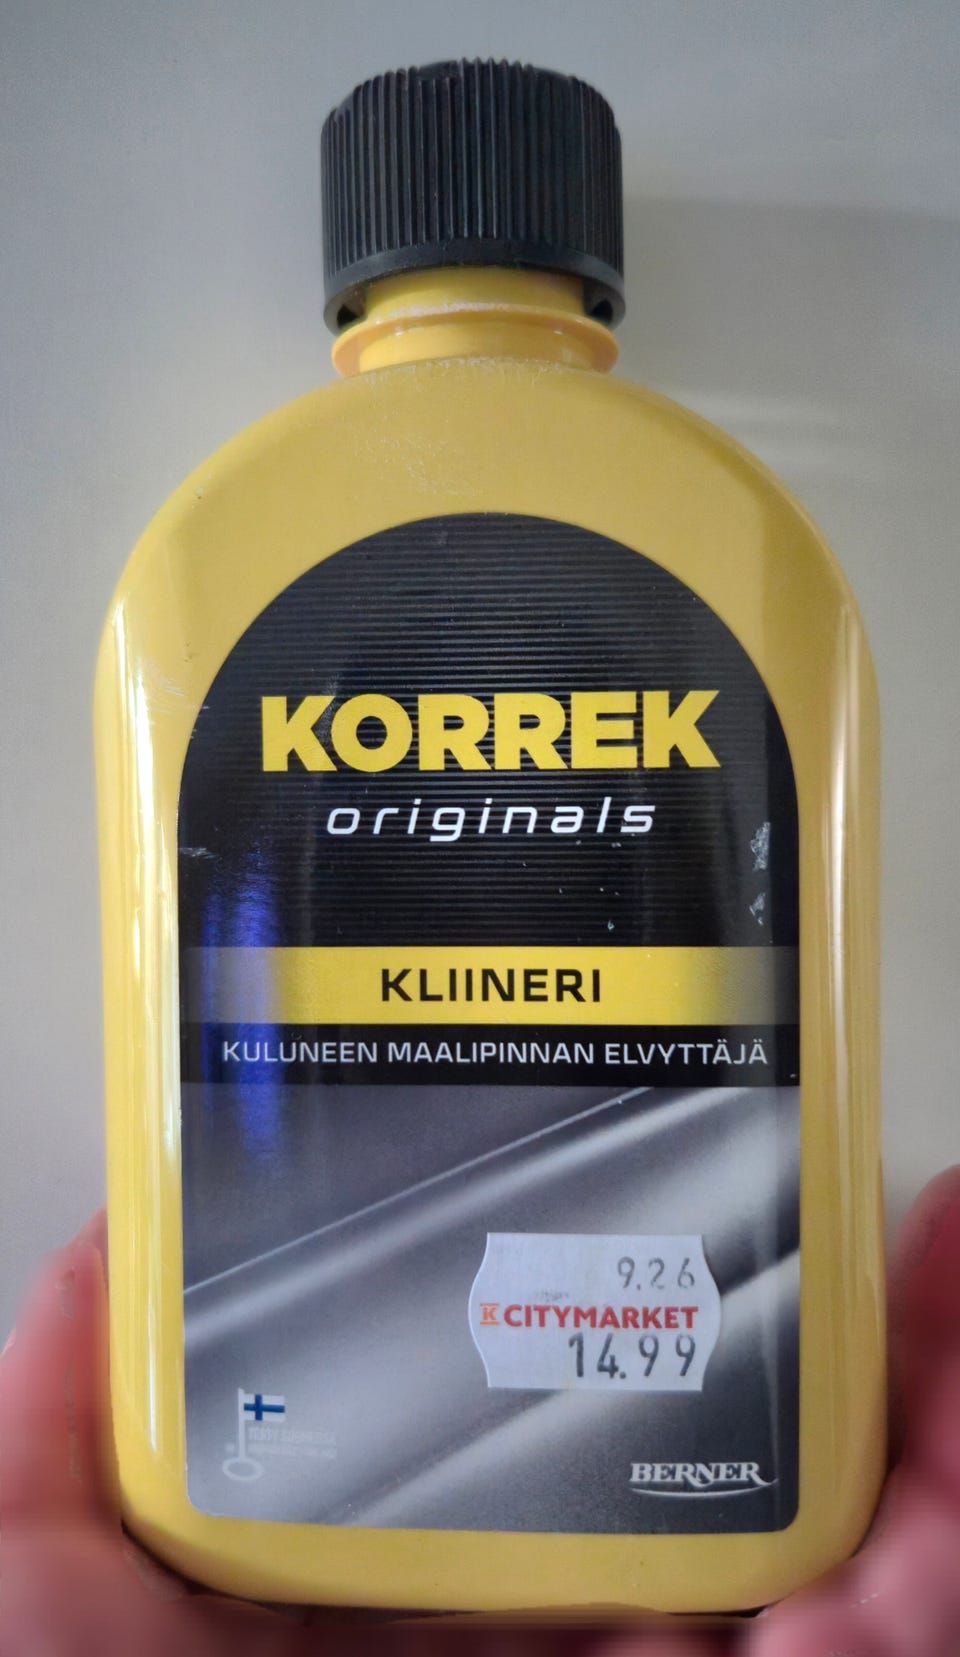 KORREK
originals
KLIINERI
KULUNEEN MAALIPINNAN ELVYTTÄJÄ
9.26
K CITYMARKET
14.99
BERNER